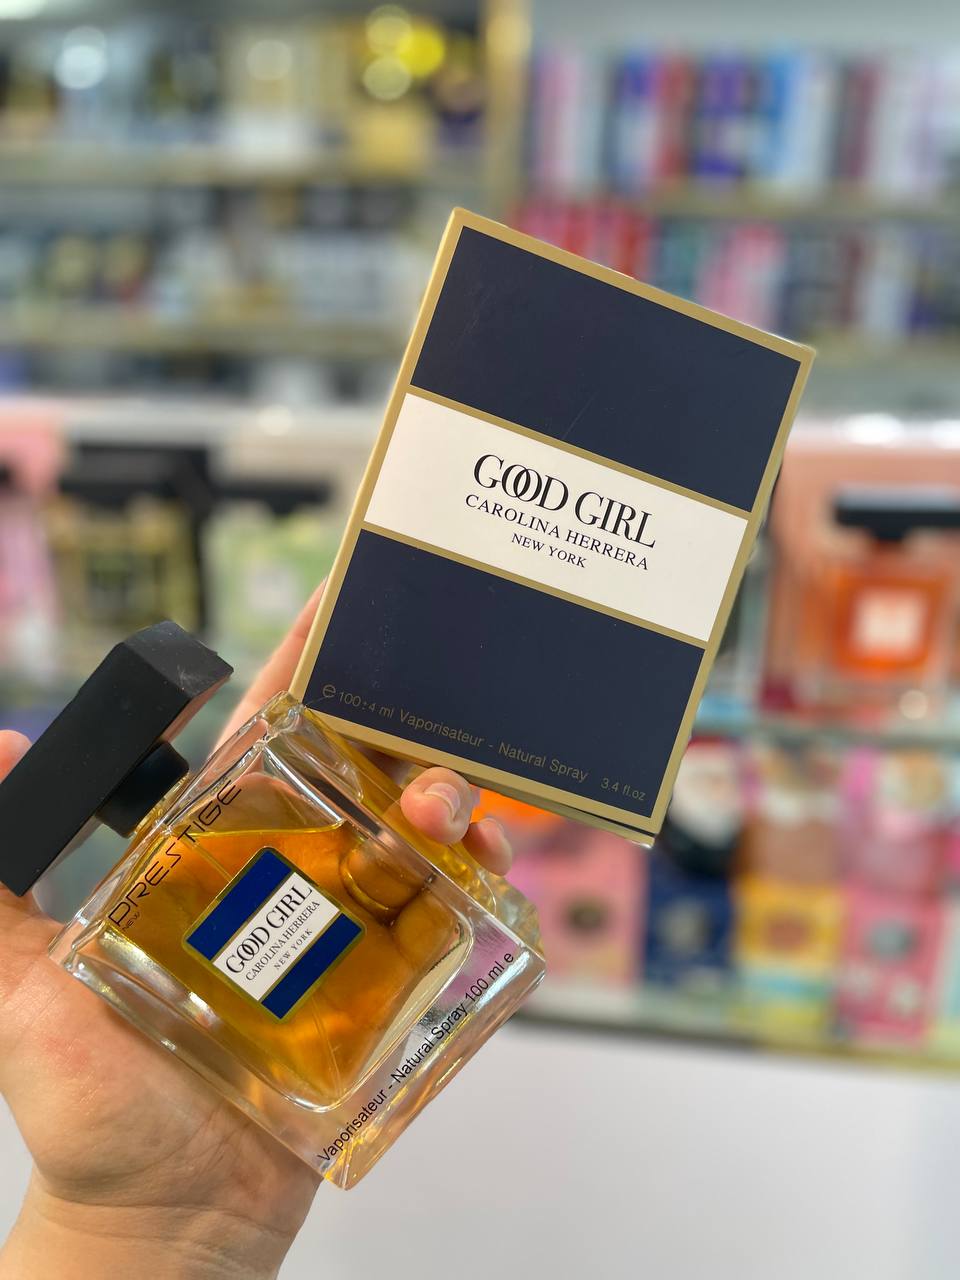 GOOD GIRL
CAROLINA HERRERA
NEW YORK
e 100±4 ml Vaporisateur - Natural Spray 3.4 fl.oz
NEW PRESTIGE
GOOD GIRL
CAROLINA HERRERA
NEW YORK
Vaporisateur - Natural Spray 100 ml e